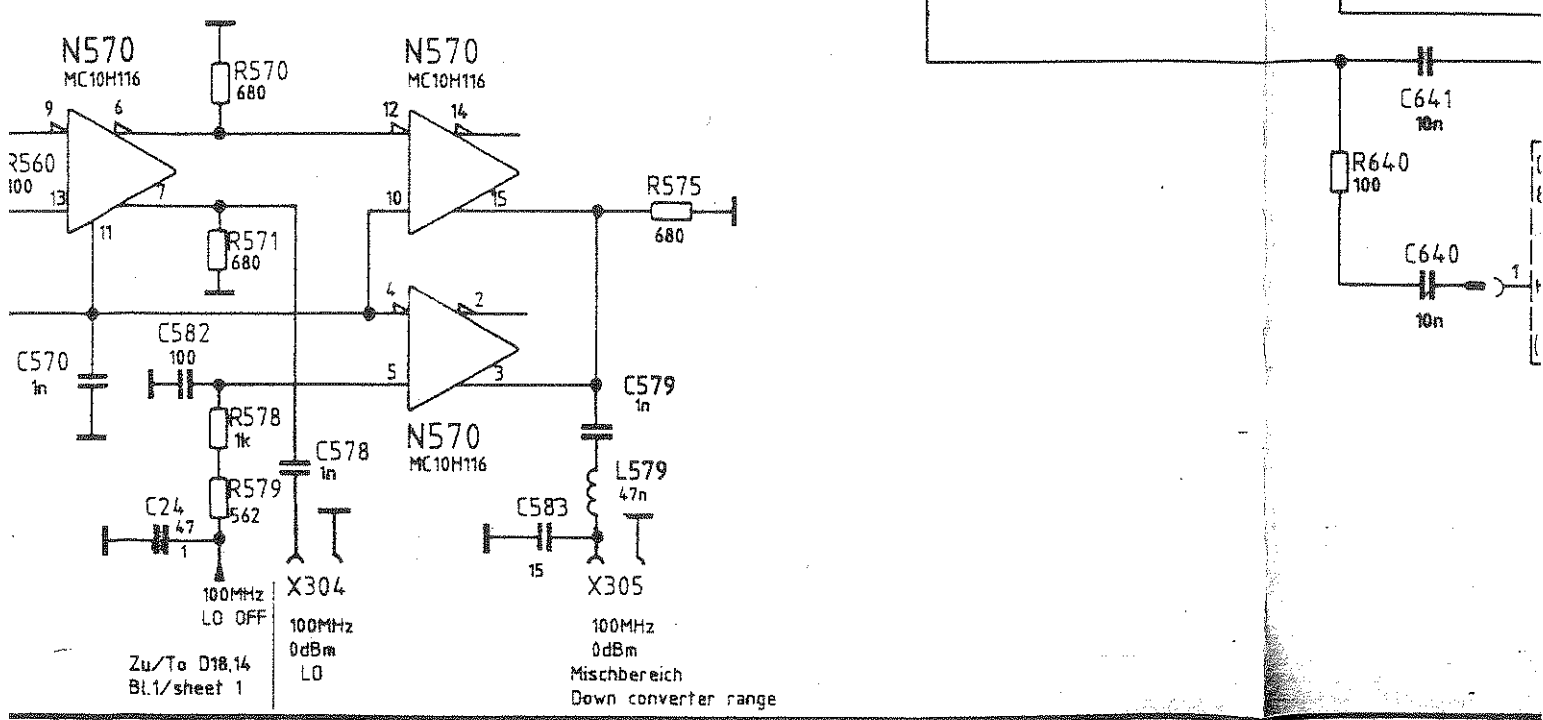 N570
MC10H116
9
6
13
7
11
R560
100
R570
680
R571
680
N570
MC10H116
12
14
10
15
R575
680
4
2
5
3
N570
MC10H116
C570
1n
C582
100
R578
1k
R579
562
C24
47
1
C578
1n
C579
1n
L579
47n
C583
15
100MHz
LO OFF
Zu/To D18,14
Bl.1/sheet 1
X304
100MHz
0dBm
LO
X305
100MHz
0dBm
Mischbereich
Down converter range
C641
10n
R640
100
C640
10n
1